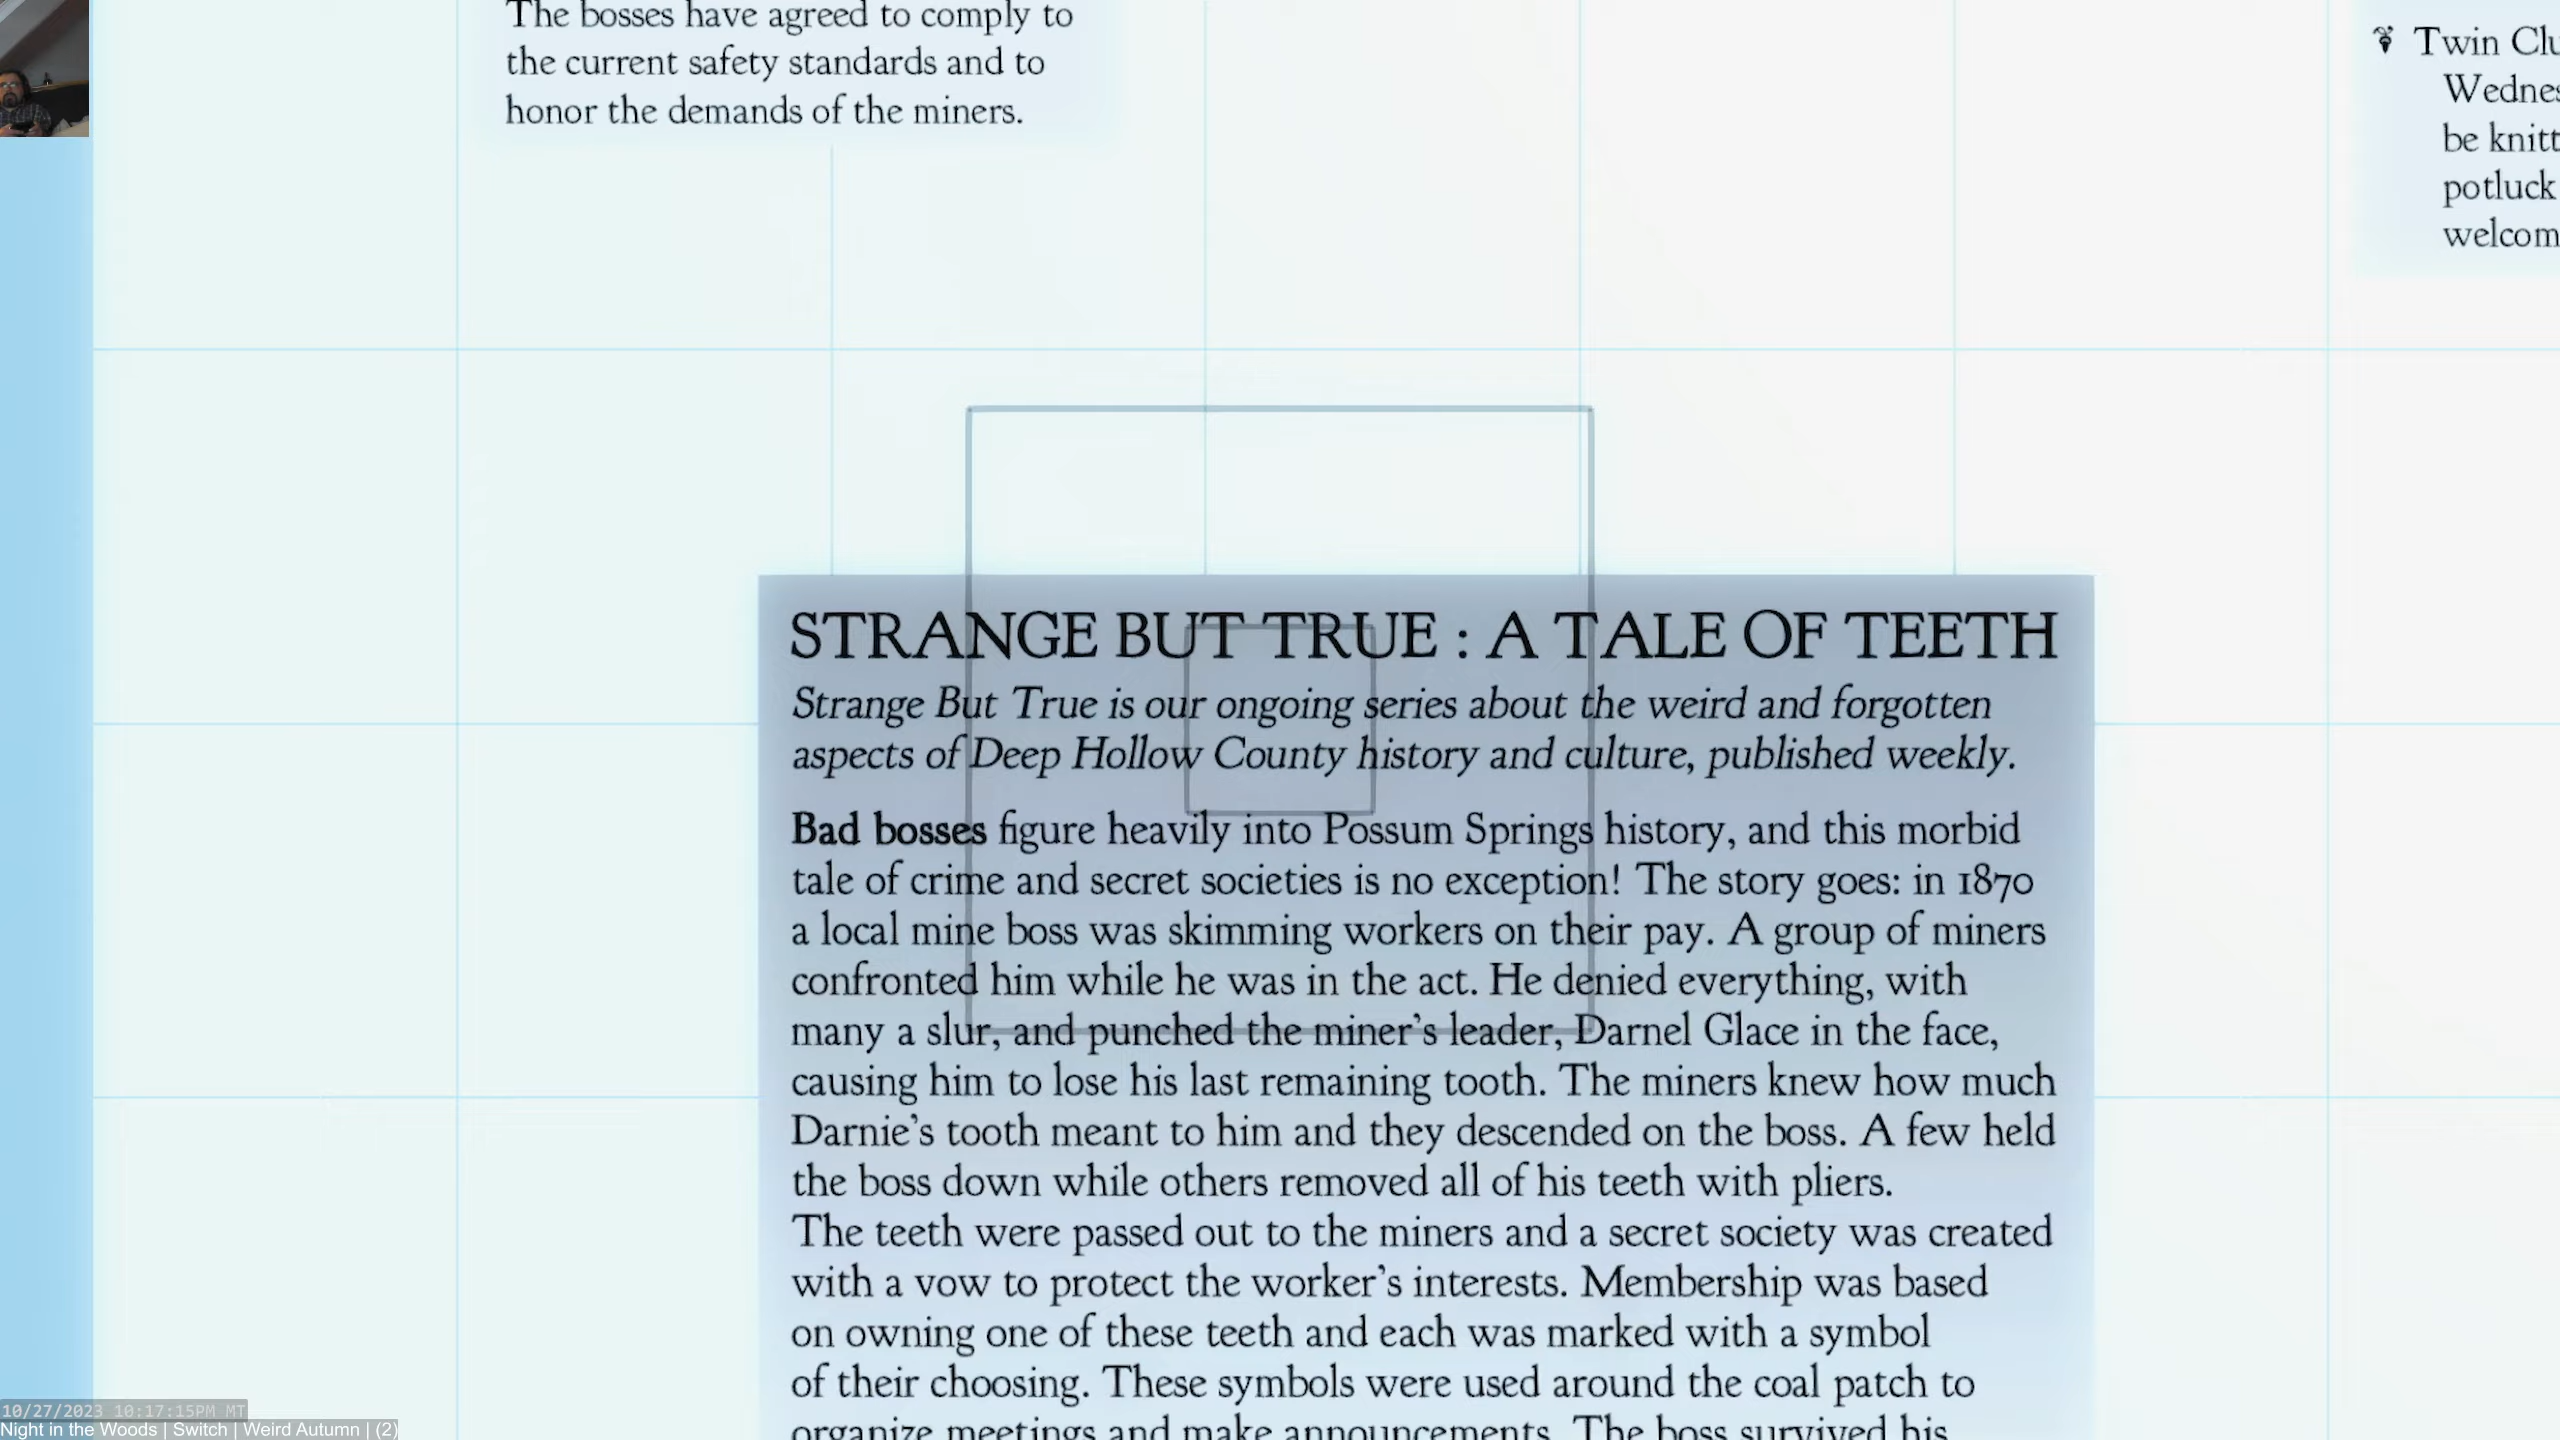 The bosses have agreed to comply to
the current safety standards and to
honor the demands of the miners.
Twin Clu
Wednes
be knitt
potluck
welcom
STRANGE BUT TRUE : A TALE OF TEETH
Strange But True is our ongoing series about the weird and forgotten
aspects of Deep Hollow County history and culture, published weekly.
Bad bosses figure heavily into Possum Springs history, and this morbid
tale of crime and secret societies is no exception! The story goes: in 1870
a local mine boss was skimming workers on their pay. A group of miners
confronted him while he was in the act. He denied everything, with
many a slur, and punched the miner's leader, Darnel Glace in the face,
causing him to lose his last remaining tooth. The miners knew how much
Darnie's tooth meant to him and they descended on the boss. A few held
the boss down while others removed all of his teeth with pliers.
The teeth were passed out to the miners and a secret society was created
with a vow to protect the worker's interests. Membership was based
on owning one of these teeth and each was marked with a symbol
of their choosing. These symbols were used around the coal patch to
organize meetings and make announcements. The boss survived his
10/27/2023 10:17:15PM MT
Night in the Woods | Switch | Weird Autumn | (2)